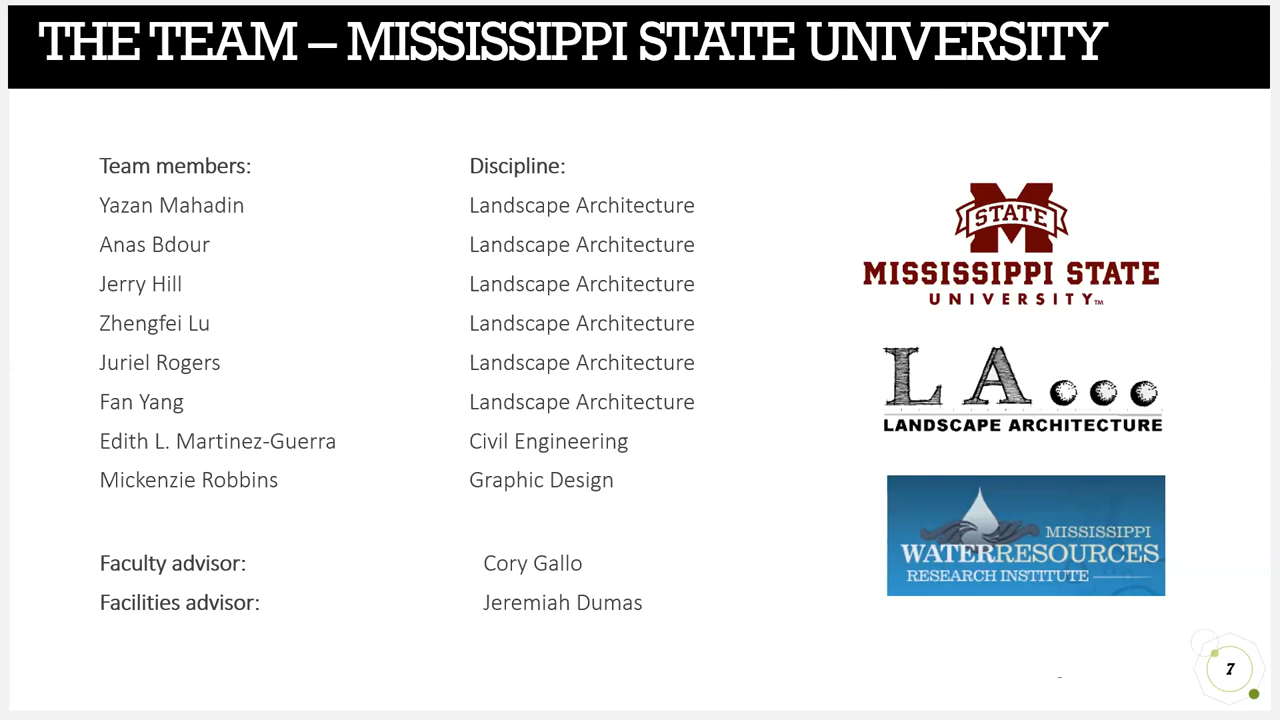 THE TEAM – MISSISSIPPI STATE UNIVERSITY
Team members: Discipline:
Yazan Mahadin Landscape Architecture
Anas Bdour Landscape Architecture
Jerry Hill Landscape Architecture
Zhengfei Lu Landscape Architecture
Juriel Rogers Landscape Architecture
Fan Yang Landscape Architecture
Edith L. Martinez-Guerra Civil Engineering
Mickenzie Robbins Graphic Design
Faculty advisor: Cory Gallo
Facilities advisor: Jeremiah Dumas
STATE
MISSISSIPPI STATE
UNIVERSITY™
LA...
LANDSCAPE ARCHITECTURE
MISSISSIPPI
WATERRESOURCES
RESEARCH INSTITUTE
7